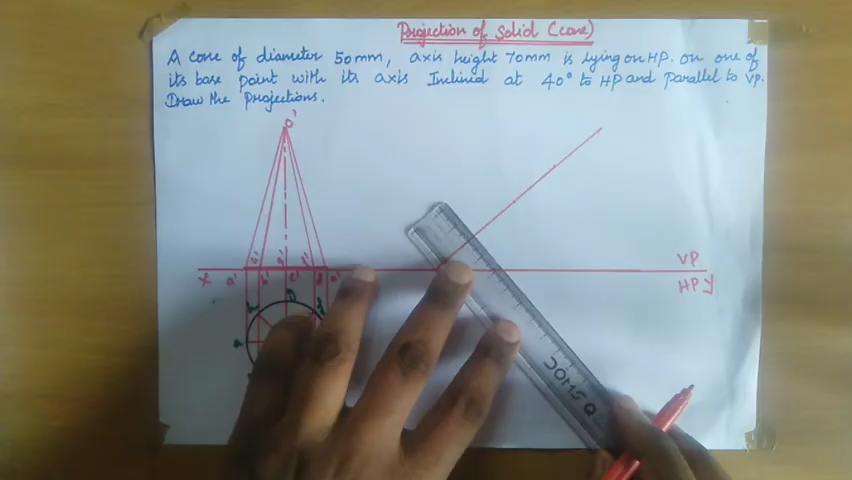 Projection of Solid (cone)
A cone of diameter 50mm, axis height 70mm is lying on HP. on one of
its base point with its axis Inclined at 40° to HP and parallel to VP.
Draw the projections.
o'
VP
X
a'
b'
c'
HP Y
DOMS